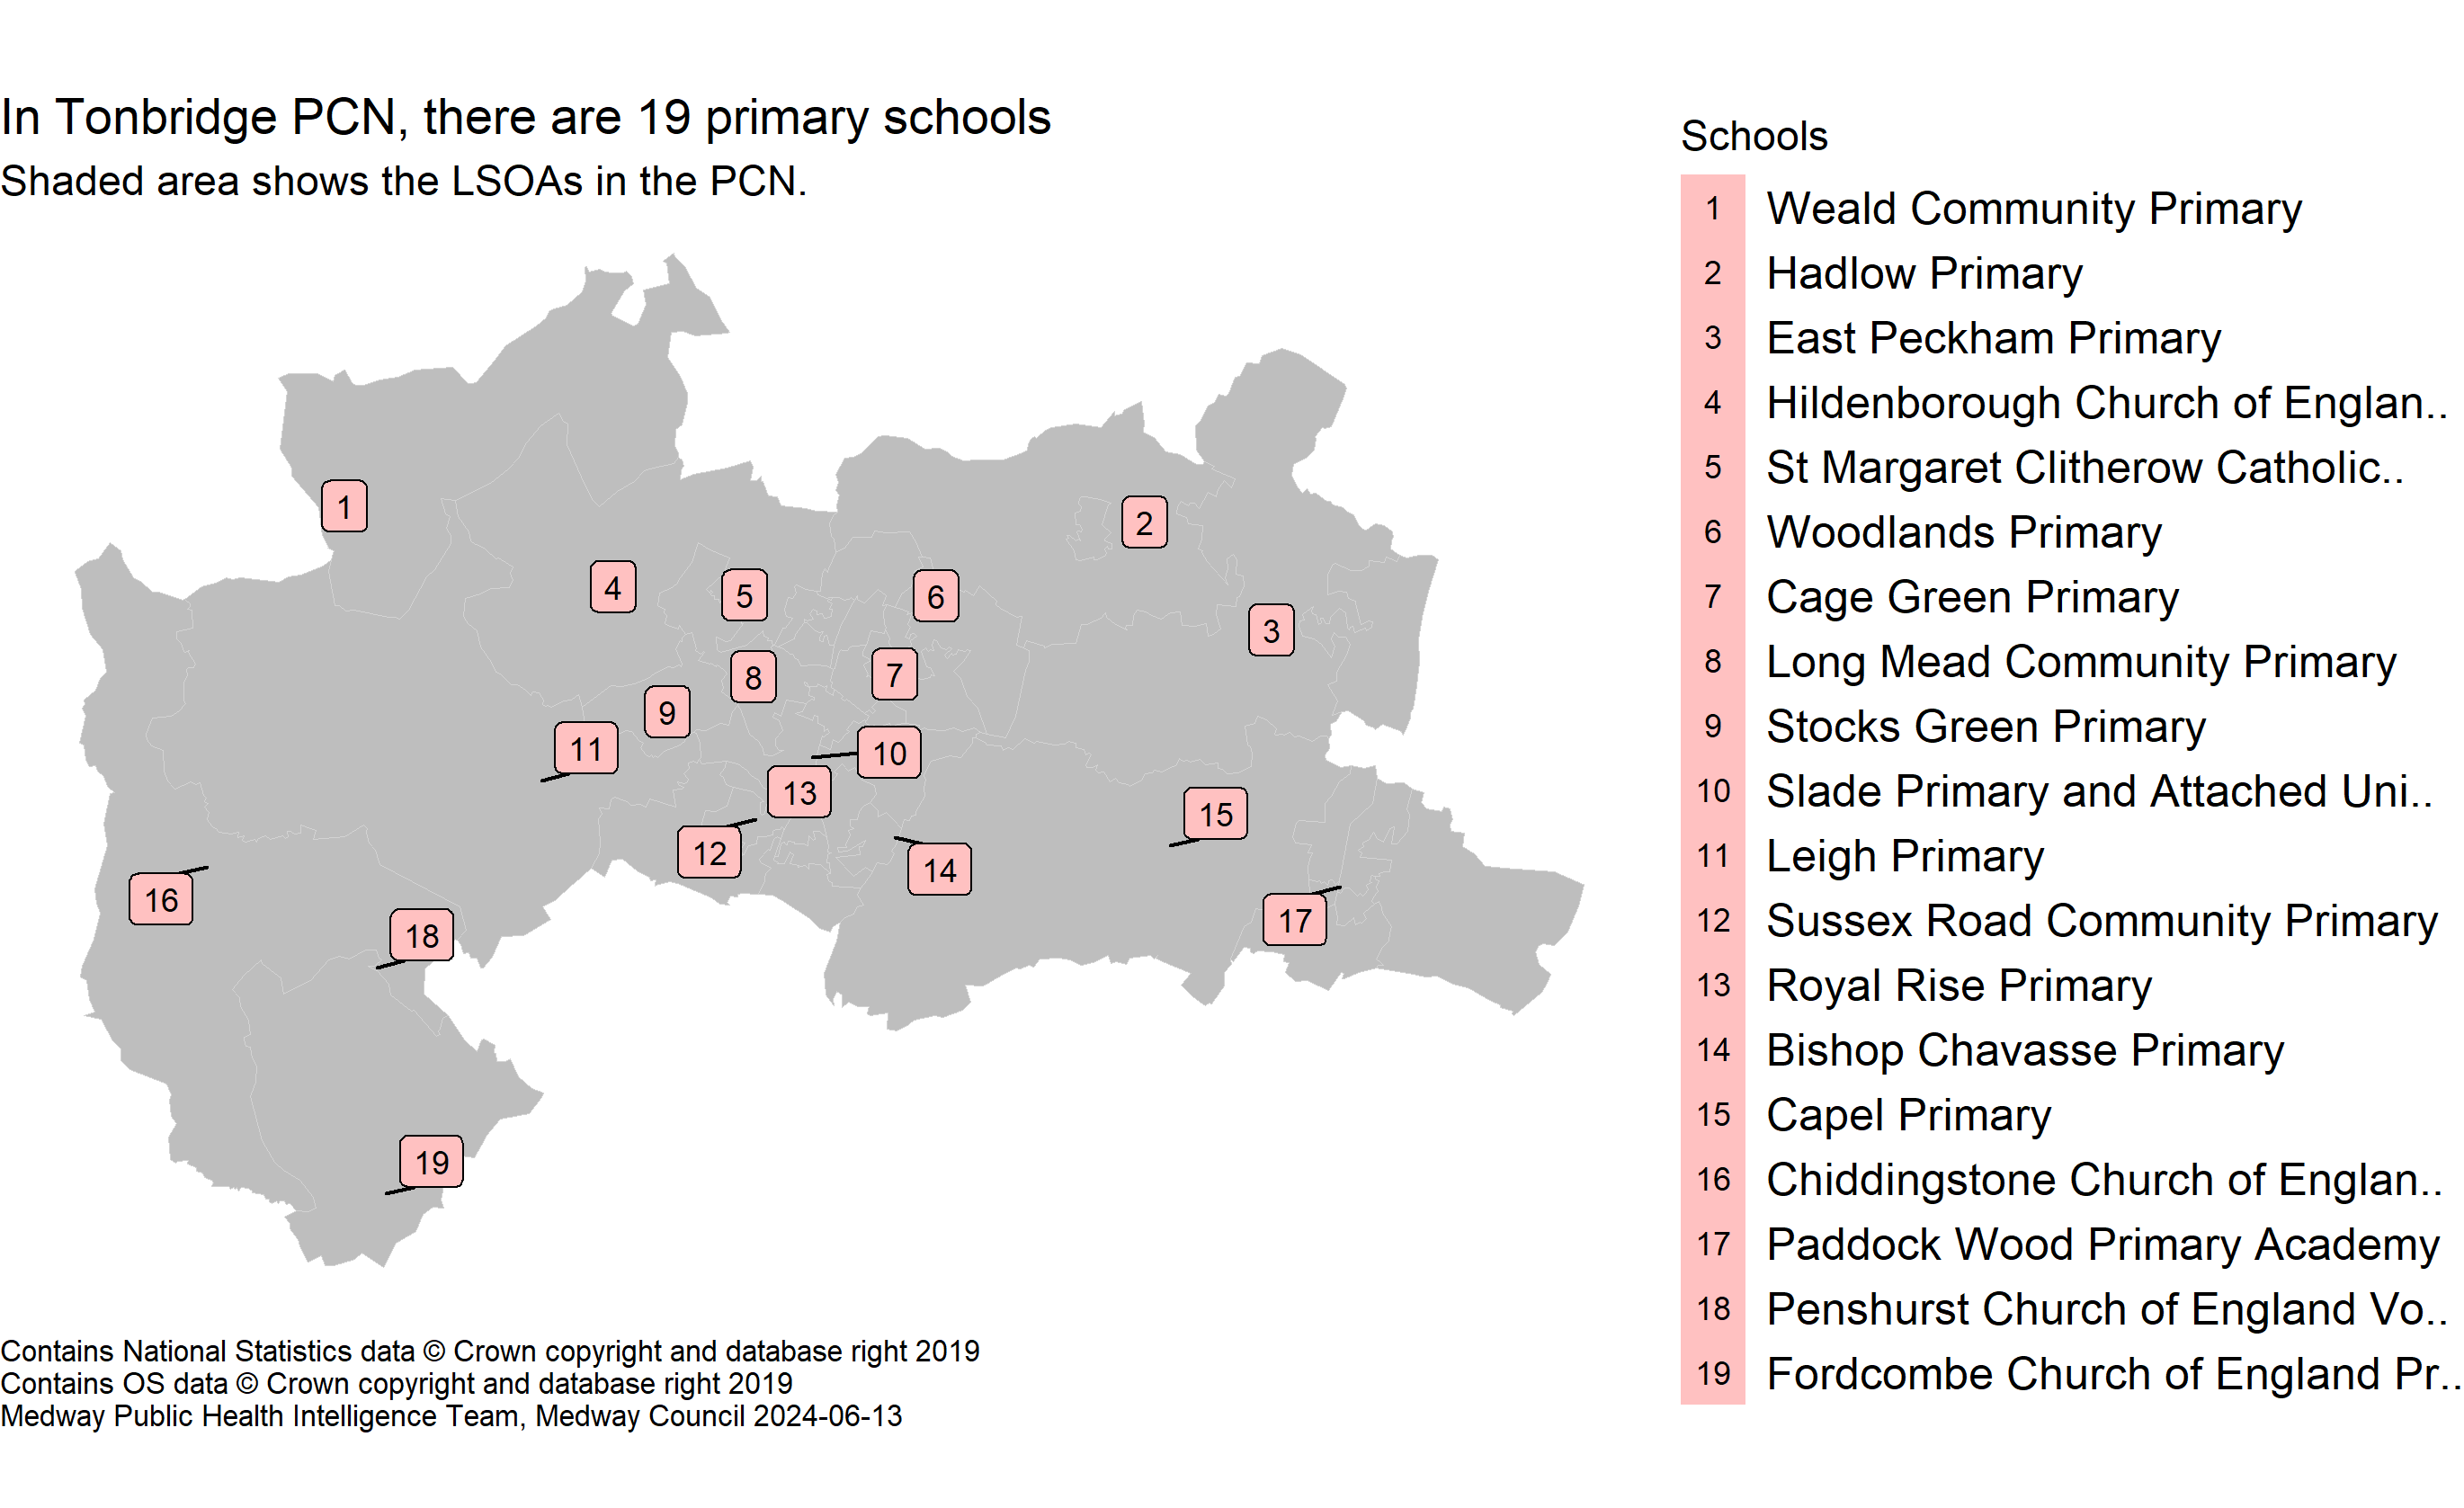 In Tonbridge PCN, there are 19 primary schools
Shaded area shows the LSOAs in the PCN.
Schools
1 Weald Community Primary
2 Hadlow Primary
3 East Peckham Primary
4 Hildenborough Church of Englan..
5 St Margaret Clitherow Catholic..
6 Woodlands Primary
7 Cage Green Primary
8 Long Mead Community Primary
9 Stocks Green Primary
10 Slade Primary and Attached Uni..
11 Leigh Primary
12 Sussex Road Community Primary
13 Royal Rise Primary
14 Bishop Chavasse Primary
15 Capel Primary
16 Chiddingstone Church of Englan..
17 Paddock Wood Primary Academy
18 Penshurst Church of England Vo..
19 Fordcombe Church of England Pr..
1
2
4
5
6
3
7
8
9
11
10
13
15
12
14
16
17
18
19
Contains National Statistics data © Crown copyright and database right 2019
Contains OS data © Crown copyright and database right 2019
Medway Public Health Intelligence Team, Medway Council 2024-06-13